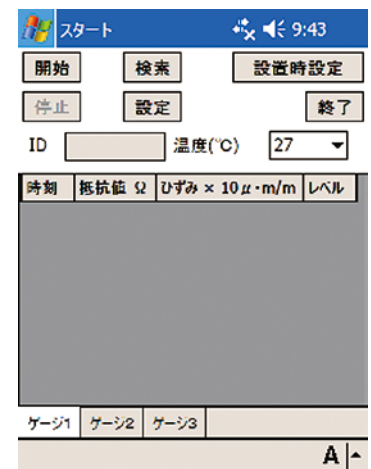 スタート 9:43
開始 検索 設置時設定
停止 設定 終了
ID 温度(℃) 27
時刻 抵抗値 Ω ひずみ × 10μ・m/m レベル
ゲージ1 ゲージ2 ゲージ3
A